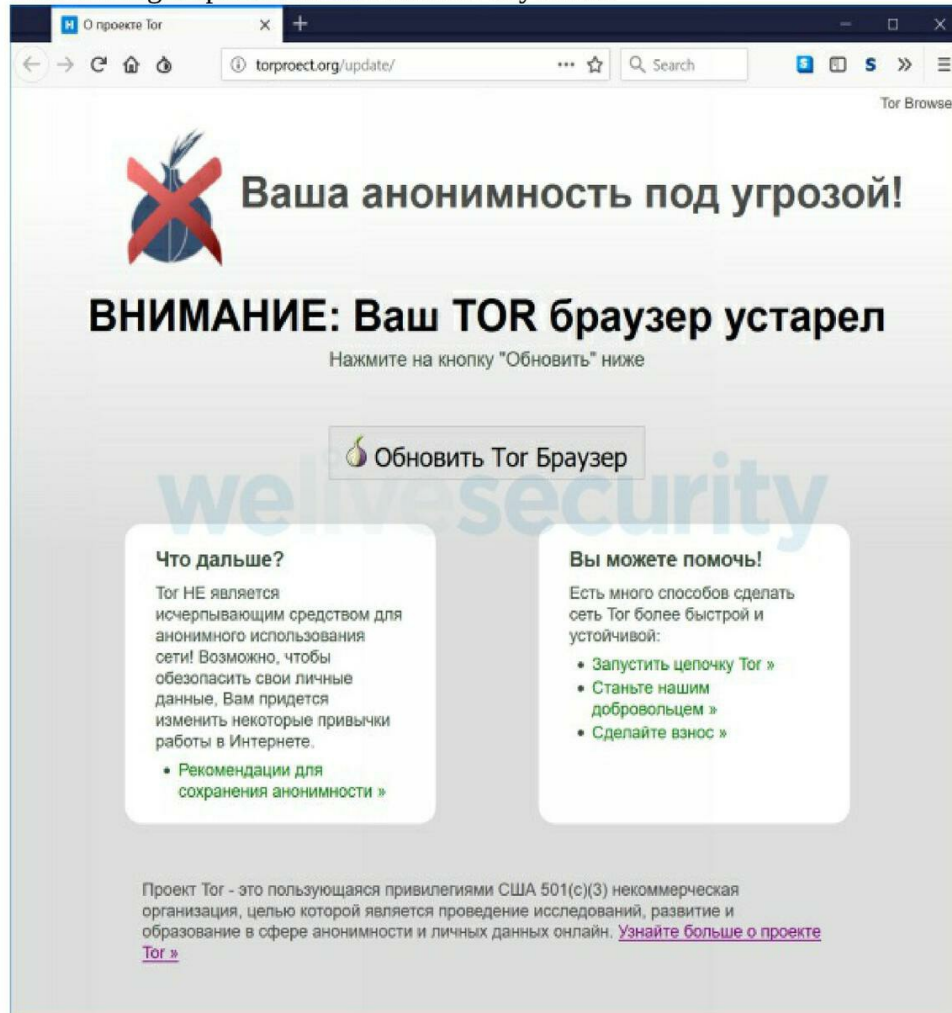 О проекте Tor
torproect.org/update/
Search
Tor Browse
Ваша анонимность под угрозой!
ВНИМАНИЕ: Ваш TOR браузер устарел
Нажмите на кнопку "Обновить" ниже
Обновить Tor Браузер
welivesecurity
Что дальше?
Tor НЕ является
исчерпывающим средством для
анонимного использования
сети! Возможно, чтобы
обезопасить свои личные
данные, Вам придется
изменить некоторые привычки
работы в Интернете.
• Рекомендации для
сохранения анонимности »
Вы можете помочь!
Есть много способов сделать
сеть Tor более быстрой и
устойчивой:
• Запустить цепочку Tor »
• Станьте нашим
добровольцем »
• Сделайте взнос »
Проект Tor - это пользующаяся привилегиями США 501(c)(3) некоммерческая
организация, целью которой является проведение исследований, развитие и
образование в сфере анонимности и личных данных онлайн. Узнайте больше о проекте
Tor »